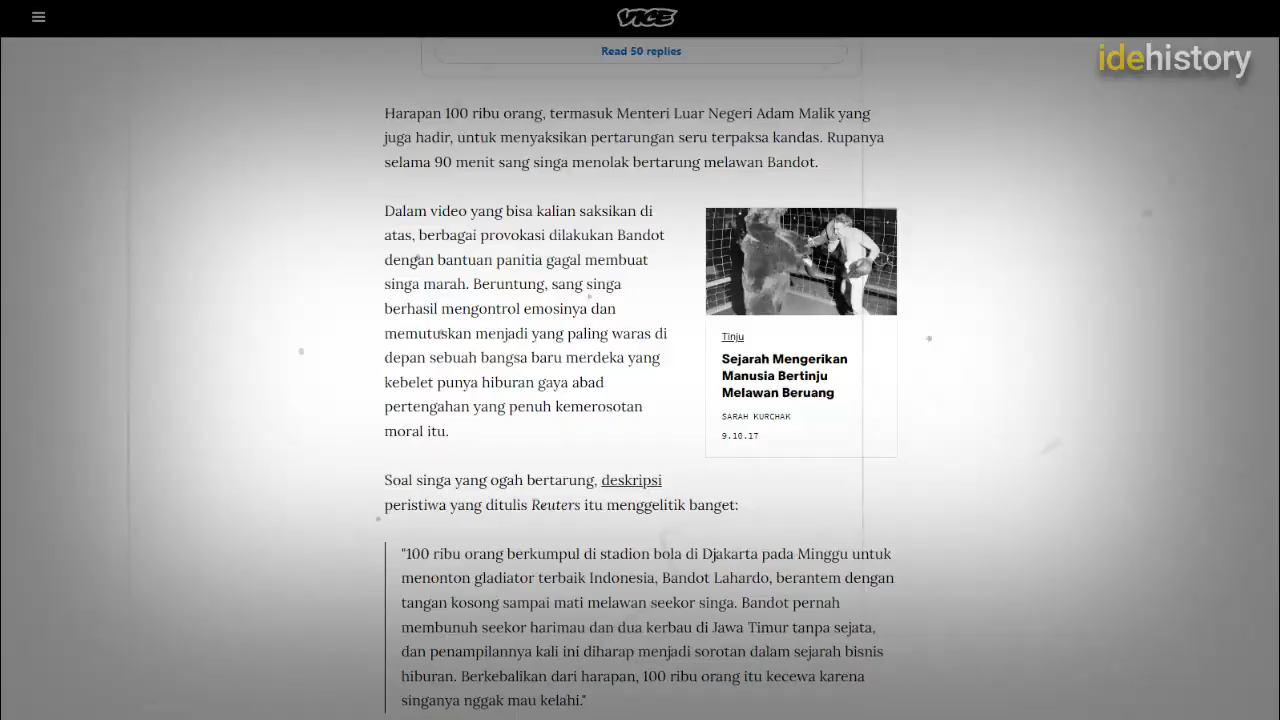 VICE
idehistory
Read 50 replies
Harapan 100 ribu orang, termasuk Menteri Luar Negeri Adam Malik yang
juga hadir, untuk menyaksikan pertarungan seru terpaksa kandas. Rupanya
selama 90 menit sang singa menolak bertarung melawan Bandot.
Dalam video yang bisa kalian saksikan di
atas, berbagai provokasi dilakukan Bandot
dengan bantuan panitia gagal membuat
singa marah. Beruntung, sang singa
berhasil mengontrol emosinya dan
memutuskan menjadi yang paling waras di
depan sebuah bangsa baru merdeka yang
kebelet punya hiburan gaya abad
pertengahan yang penuh kemerosotan
moral itu.
Tinju
Sejarah Mengerikan
Manusia Bertinju
Melawan Beruang
SARAH KURCHAK
9.10.17
Soal singa yang ogah bertarung, deskripsi
peristiwa yang ditulis Reuters itu menggelitik banget:
"100 ribu orang berkumpul di stadion bola di Djakarta pada Minggu untuk
menonton gladiator terbaik Indonesia, Bandot Lahardo, berantem dengan
tangan kosong sampai mati melawan seekor singa. Bandot pernah
membunuh seekor harimau dan dua kerbau di Jawa Timur tanpa sejata,
dan penampilannya kali ini diharap menjadi sorotan dalam sejarah bisnis
hiburan. Berkebalikan dari harapan, 100 ribu orang itu kecewa karena
singanya nggak mau kelahi."